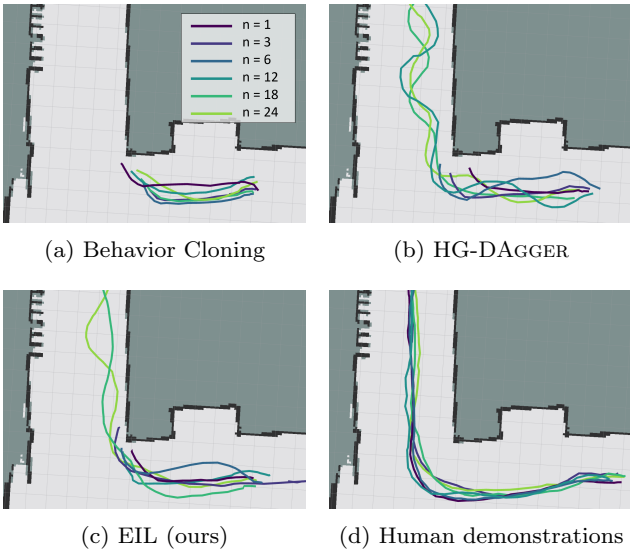 n = 1
n = 3
n = 6
n = 12
n = 18
n = 24
(a) Behavior Cloning
(b) HG-DAGGER
(c) EIL (ours)
(d) Human demonstrations